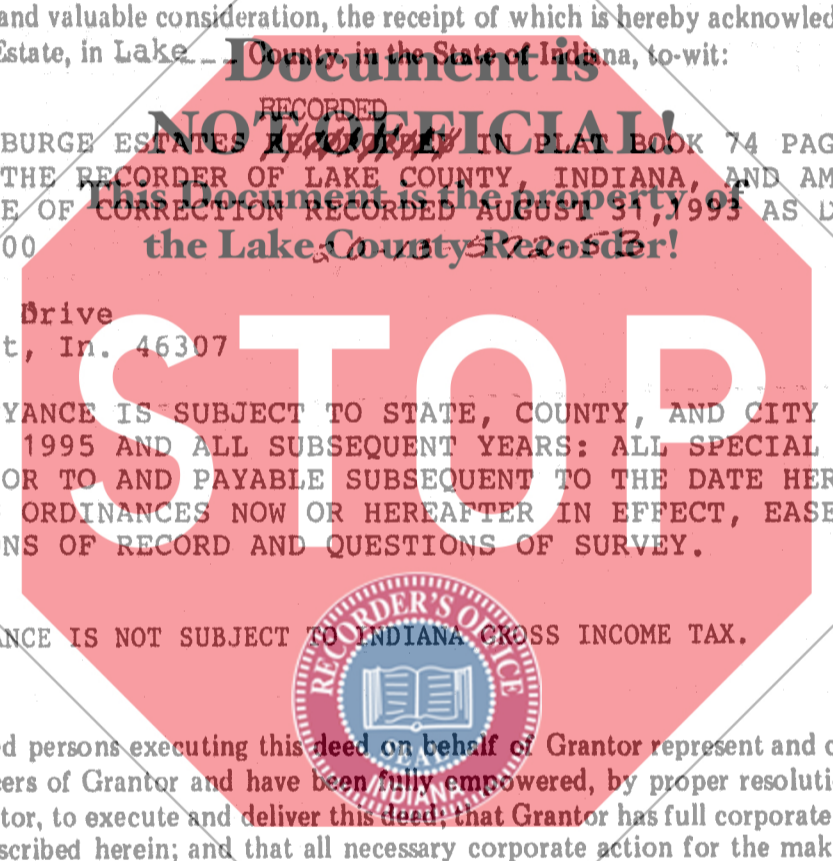 and valuable consideration, the receipt of which is hereby acknowled
Estate, in Lake County, in the State of Indiana, to-wit:
Document is
RECORDED
NOT OFFICIAL!
BURGE ESTATES IN PLAT BOOK 74 PAG
THE RECORDER OF LAKE COUNTY, INDIANA, AND AM
This Document is the property of
E OF CORRECTION RECORDED AUGUST 31, 1993 AS
the Lake County Recorder!
00
Drive
t, In. 46307
STOP
YANCE IS SUBJECT TO STATE, COUNTY, AND CITY
1995 AND ALL SUBSEQUENT YEARS: ALL SPECIAL
OR TO AND PAYABLE SUBSEQUENT TO THE DATE HER
ORDINANCES NOW OR HEREAFTER IN EFFECT, EASE
NS OF RECORD AND QUESTIONS OF SURVEY.
ANCE IS NOT SUBJECT TO INDIANA GROSS INCOME TAX.
RECORDER'S OFFICE
SEAL
INDIANA
ed persons executing this deed on behalf of Grantor represent and c
cers of Grantor and have been fully empowered, by proper resoluti
tor, to execute and deliver this deed; that Grantor has full corporate
scribed herein; and that all necessary corporate action for the mak